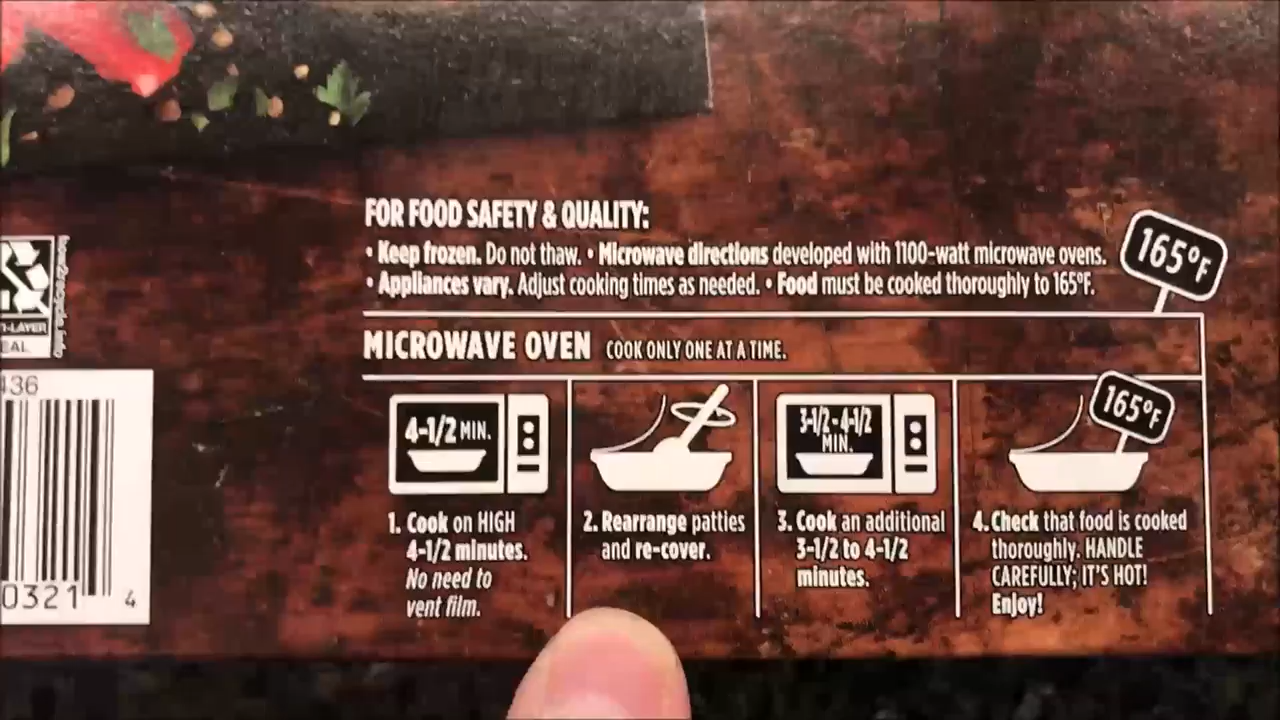 FOR FOOD SAFETY & QUALITY:
• Keep frozen. Do not thaw. • Microwave directions developed with 1100-watt microwave ovens.
• Appliances vary. Adjust cooking times as needed. • Food must be cooked thoroughly to 165°F.
165°F
MICROWAVE OVEN COOK ONLY ONE AT A TIME.
4-1/2 MIN.
1. Cook on HIGH
4-1/2 minutes.
No need to
vent film.
2. Rearrange patties
and re-cover.
3-1/2 - 4-1/2
MIN.
3. Cook an additional
3-1/2 to 4-1/2
minutes.
165°F
4. Check that food is cooked
thoroughly. HANDLE
CAREFULLY; IT'S HOT!
Enjoy!
I-LAYER
EAL
how2recycle.info
436
0321 4